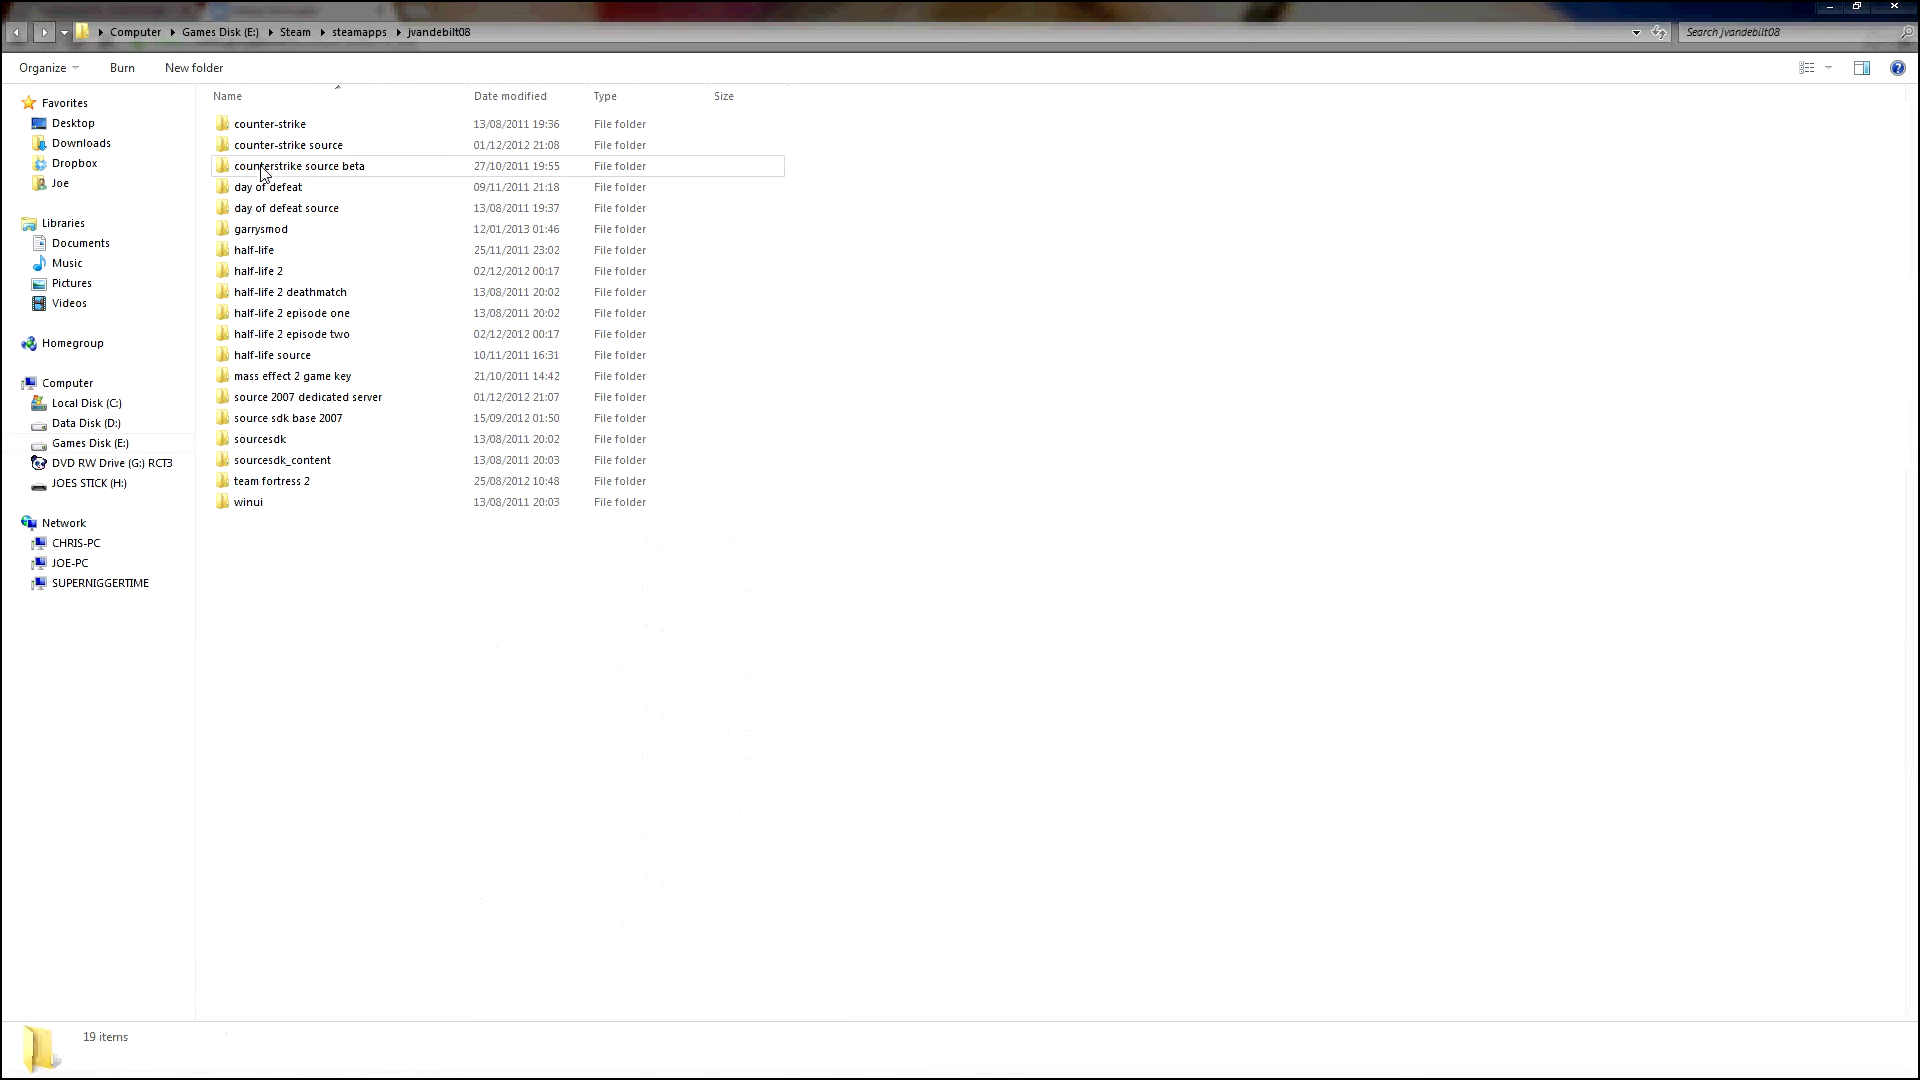 Computer Games Disk (E:) Steam steamapps jvandebilt08 Search jvandebilt08
Organize Burn New folder
Name Date modified Type Size
Favorites
Desktop
Downloads
Dropbox
Joe
Libraries
Documents
Music
Pictures
Videos
Homegroup
Computer
Local Disk (C:)
Data Disk (D:)
Games Disk (E:)
DVD RW Drive (G:) RCT3
JOES STICK (H:)
Network
CHRIS-PC
JOE-PC
SUPERNIGGERTIME
counter-strike 13/08/2011 19:36 File folder
counter-strike source 01/12/2012 21:08 File folder
counterstrike source beta 27/10/2011 19:55 File folder
day of defeat 09/11/2011 21:18 File folder
day of defeat source 13/08/2011 19:37 File folder
garrysmod 12/01/2013 01:46 File folder
half-life 25/11/2011 23:02 File folder
half-life 2 02/12/2012 00:17 File folder
half-life 2 deathmatch 13/08/2011 20:02 File folder
half-life 2 episode one 13/08/2011 20:02 File folder
half-life 2 episode two 02/12/2012 00:17 File folder
half-life source 10/11/2011 16:31 File folder
mass effect 2 game key 21/10/2011 14:42 File folder
source 2007 dedicated server 01/12/2012 21:07 File folder
source sdk base 2007 15/09/2012 01:50 File folder
sourcesdk 13/08/2011 20:02 File folder
sourcesdk_content 13/08/2011 20:03 File folder
team fortress 2 25/08/2012 10:48 File folder
winui 13/08/2011 20:03 File folder
19 items